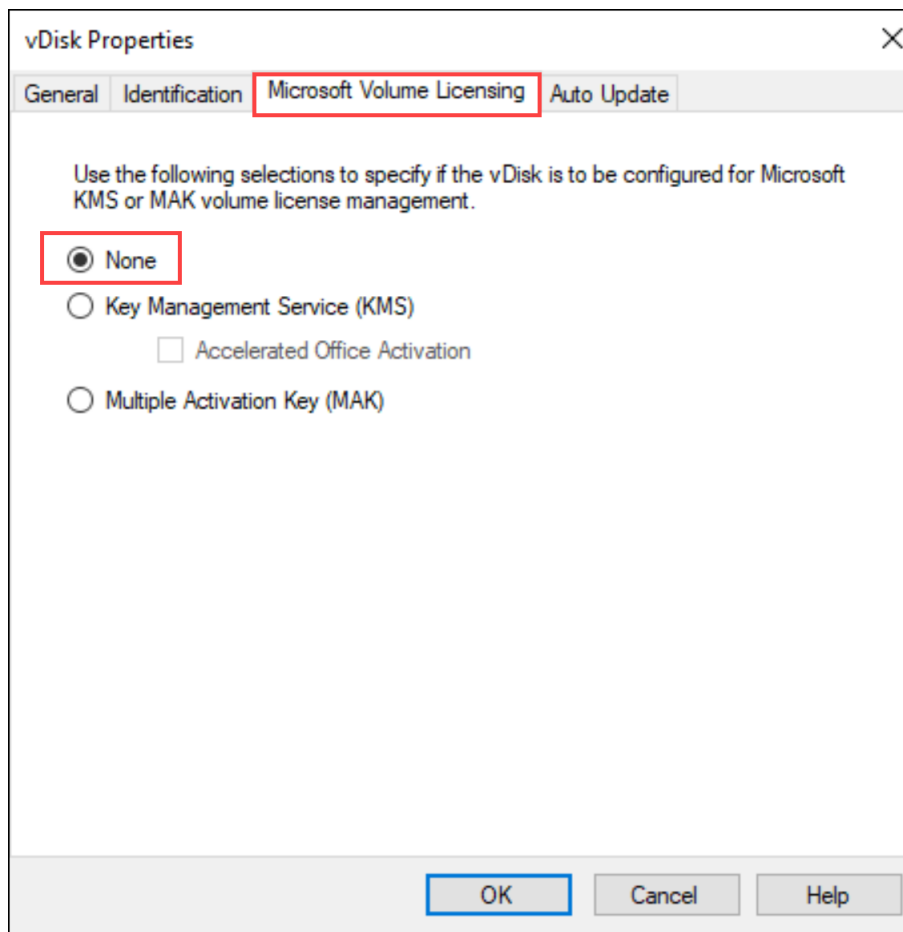 vDisk Properties
General Identification Microsoft Volume Licensing Auto Update
Use the following selections to specify if the vDisk is to be configured for Microsoft
KMS or MAK volume license management.
None
Key Management Service (KMS)
Accelerated Office Activation
Multiple Activation Key (MAK)
OK Cancel Help